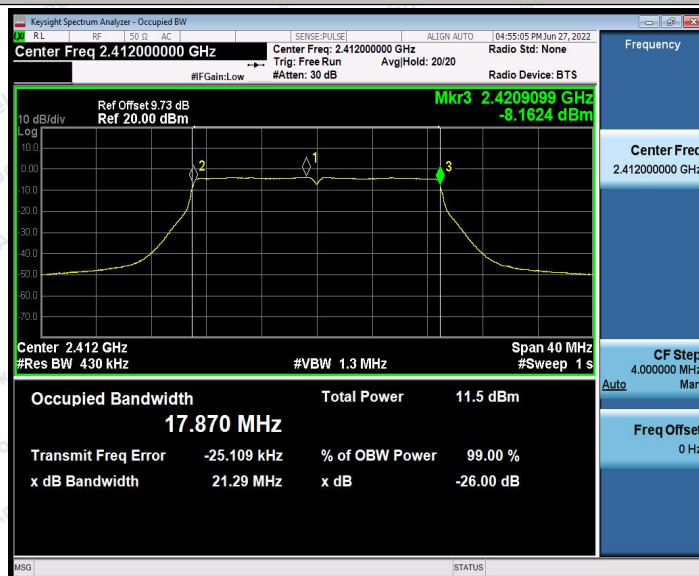 Keysight Spectrum Analyzer - Occupied BW
LXI RL RF 50 Ω AC SENSE:PULSE ALIGN AUTO 04:55:05 PM Jun 27, 2022
Center Freq 2.412000000 GHz
Center Freq: 2.412000000 GHz
Radio Std: None
Trig: Free Run Avg|Hold: 20/20
#IFGain:Low #Atten: 30 dB Radio Device: BTS
Frequency
Mkr3 2.4209099 GHz
-8.1624 dBm
Ref Offset 9.73 dB
10 dB/div Ref 20.00 dBm
Log
10.0
0.00
-10.0
-20.0
-30.0
-40.0
-50.0
-60.0
-70.0
2
1
3
Center 2.412 GHz Span 40 MHz
#Res BW 430 kHz #VBW 1.3 MHz #Sweep 1 s
Occupied Bandwidth Total Power 11.5 dBm
17.870 MHz
Transmit Freq Error -25.109 kHz % of OBW Power 99.00 %
x dB Bandwidth 21.29 MHz x dB -26.00 dB
Center Freq
2.412000000 GHz
CF Step
4.000000 MHz
Auto Man
Freq Offset
0 Hz
MSG STATUS